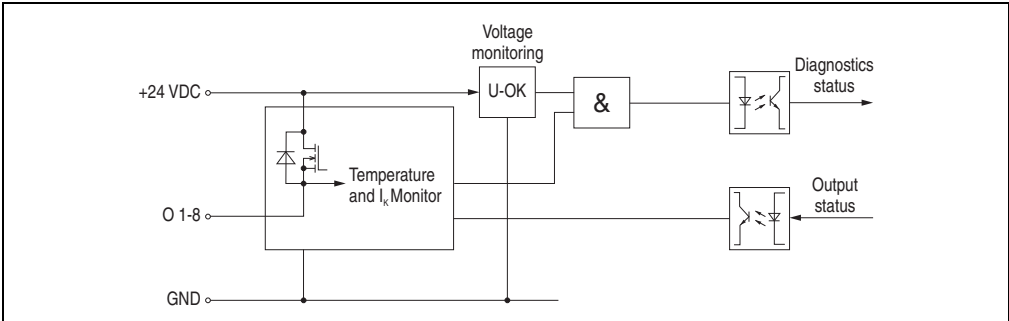 Voltage
monitoring
+24 VDC
U-OK
&
Diagnostics
status
Temperature
and IK Monitor
O 1-8
Output
status
GND